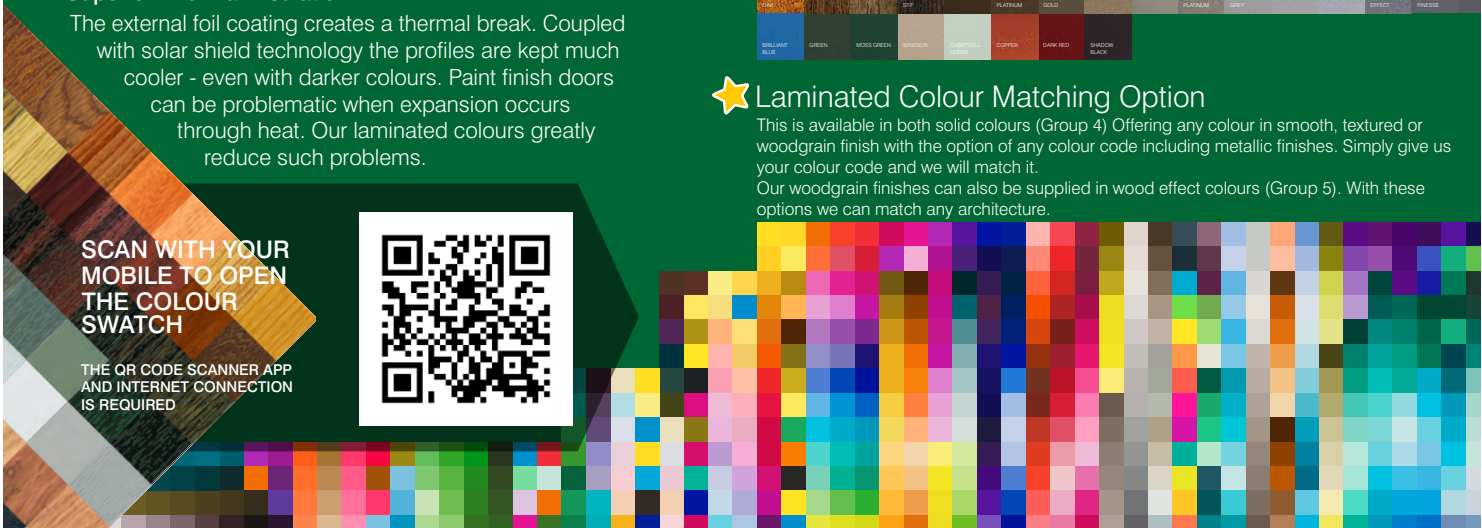 The external foil coating creates a thermal break. Coupled
with solar shield technology the profiles are kept much
cooler - even with darker colours. Paint finish doors
can be problematic when expansion occurs
through heat. Our laminated colours greatly
reduce such problems.
SCAN WITH YOUR
MOBILE TO OPEN
THE COLOUR
SWATCH
THE QR CODE SCANNER APP
AND INTERNET CONNECTION
IS REQUIRED
PLATINUM
GOLD
PLATINUM
GREY
EFFECT
FINESSE
BRILLIANT
BLUE
GREEN
MOSS GREEN
WINDSOR
CHARTWELL
GREEN
COPPER
DARK RED
SHADOW
BLACK
Laminated Colour Matching Option
This is available in both solid colours (Group 4) Offering any colour in smooth, textured or
woodgrain finish with the option of any colour code including metallic finishes. Simply give us
your colour code and we will match it.
Our woodgrain finishes can also be supplied in wood effect colours (Group 5). With these
options we can match any architecture.